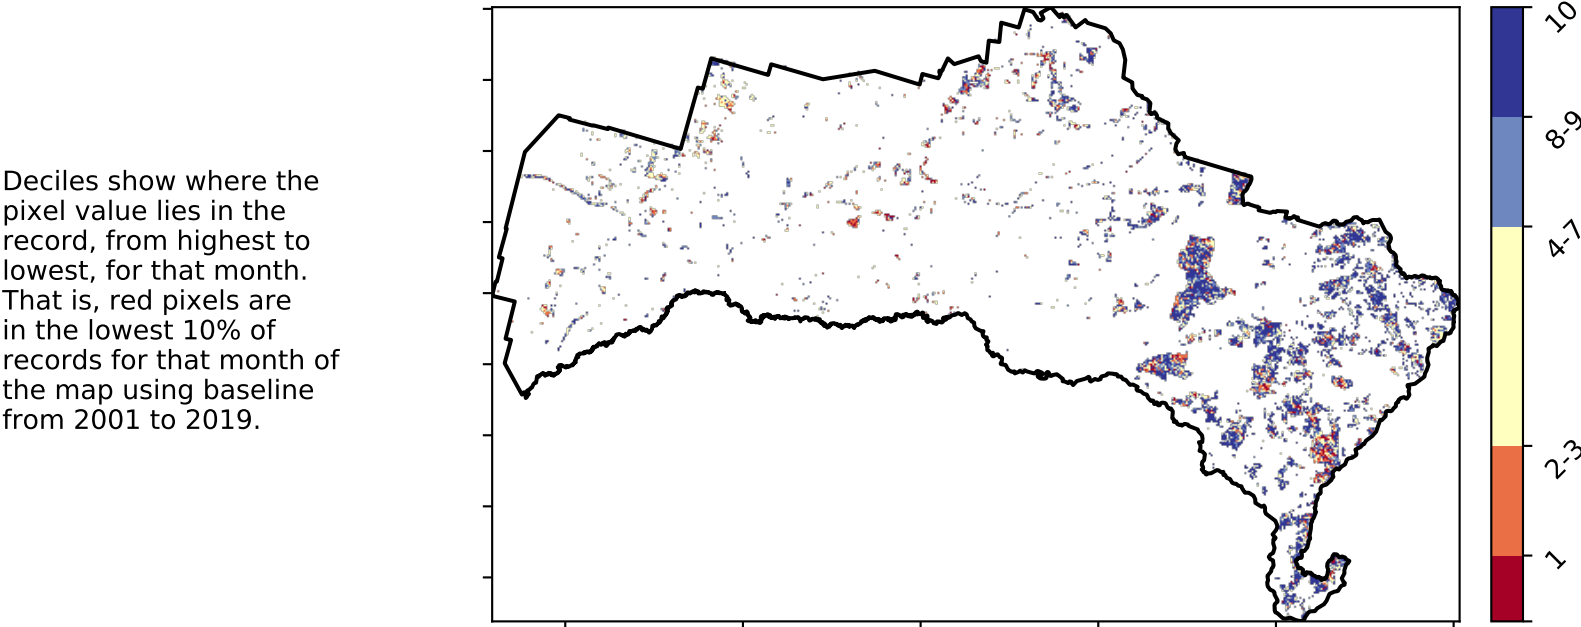 Deciles show where the
pixel value lies in the
record, from highest to
lowest, for that month.
That is, red pixels are
in the lowest 10% of
records for that month of
the map using baseline
from 2001 to 2019.
10
8-9
4-7
2-3
1